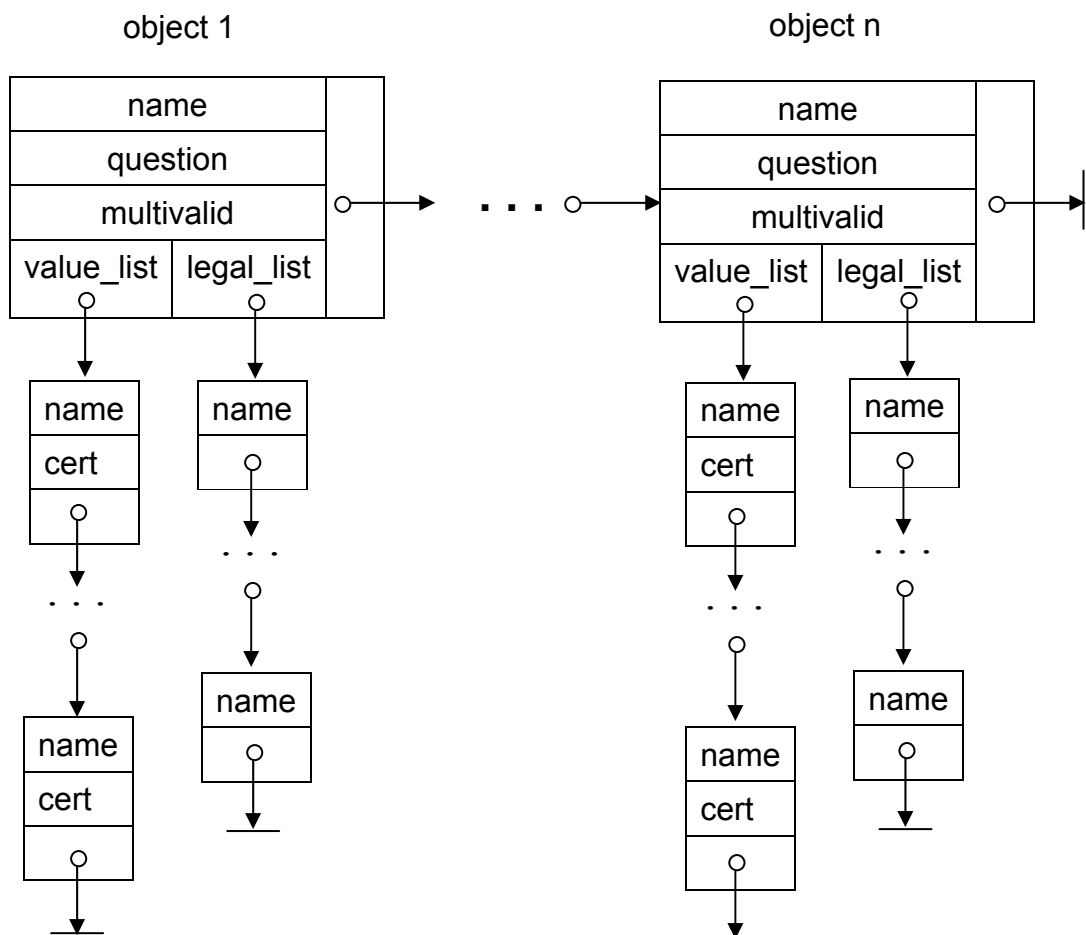 object 1
object n
name
question
multivalid
value_list
legal_list
. . .
name
question
multivalid
value_list
legal_list
name
cert
. . .
name
cert
name
. . .
name
name
cert
. . .
name
cert
name
. . .
name